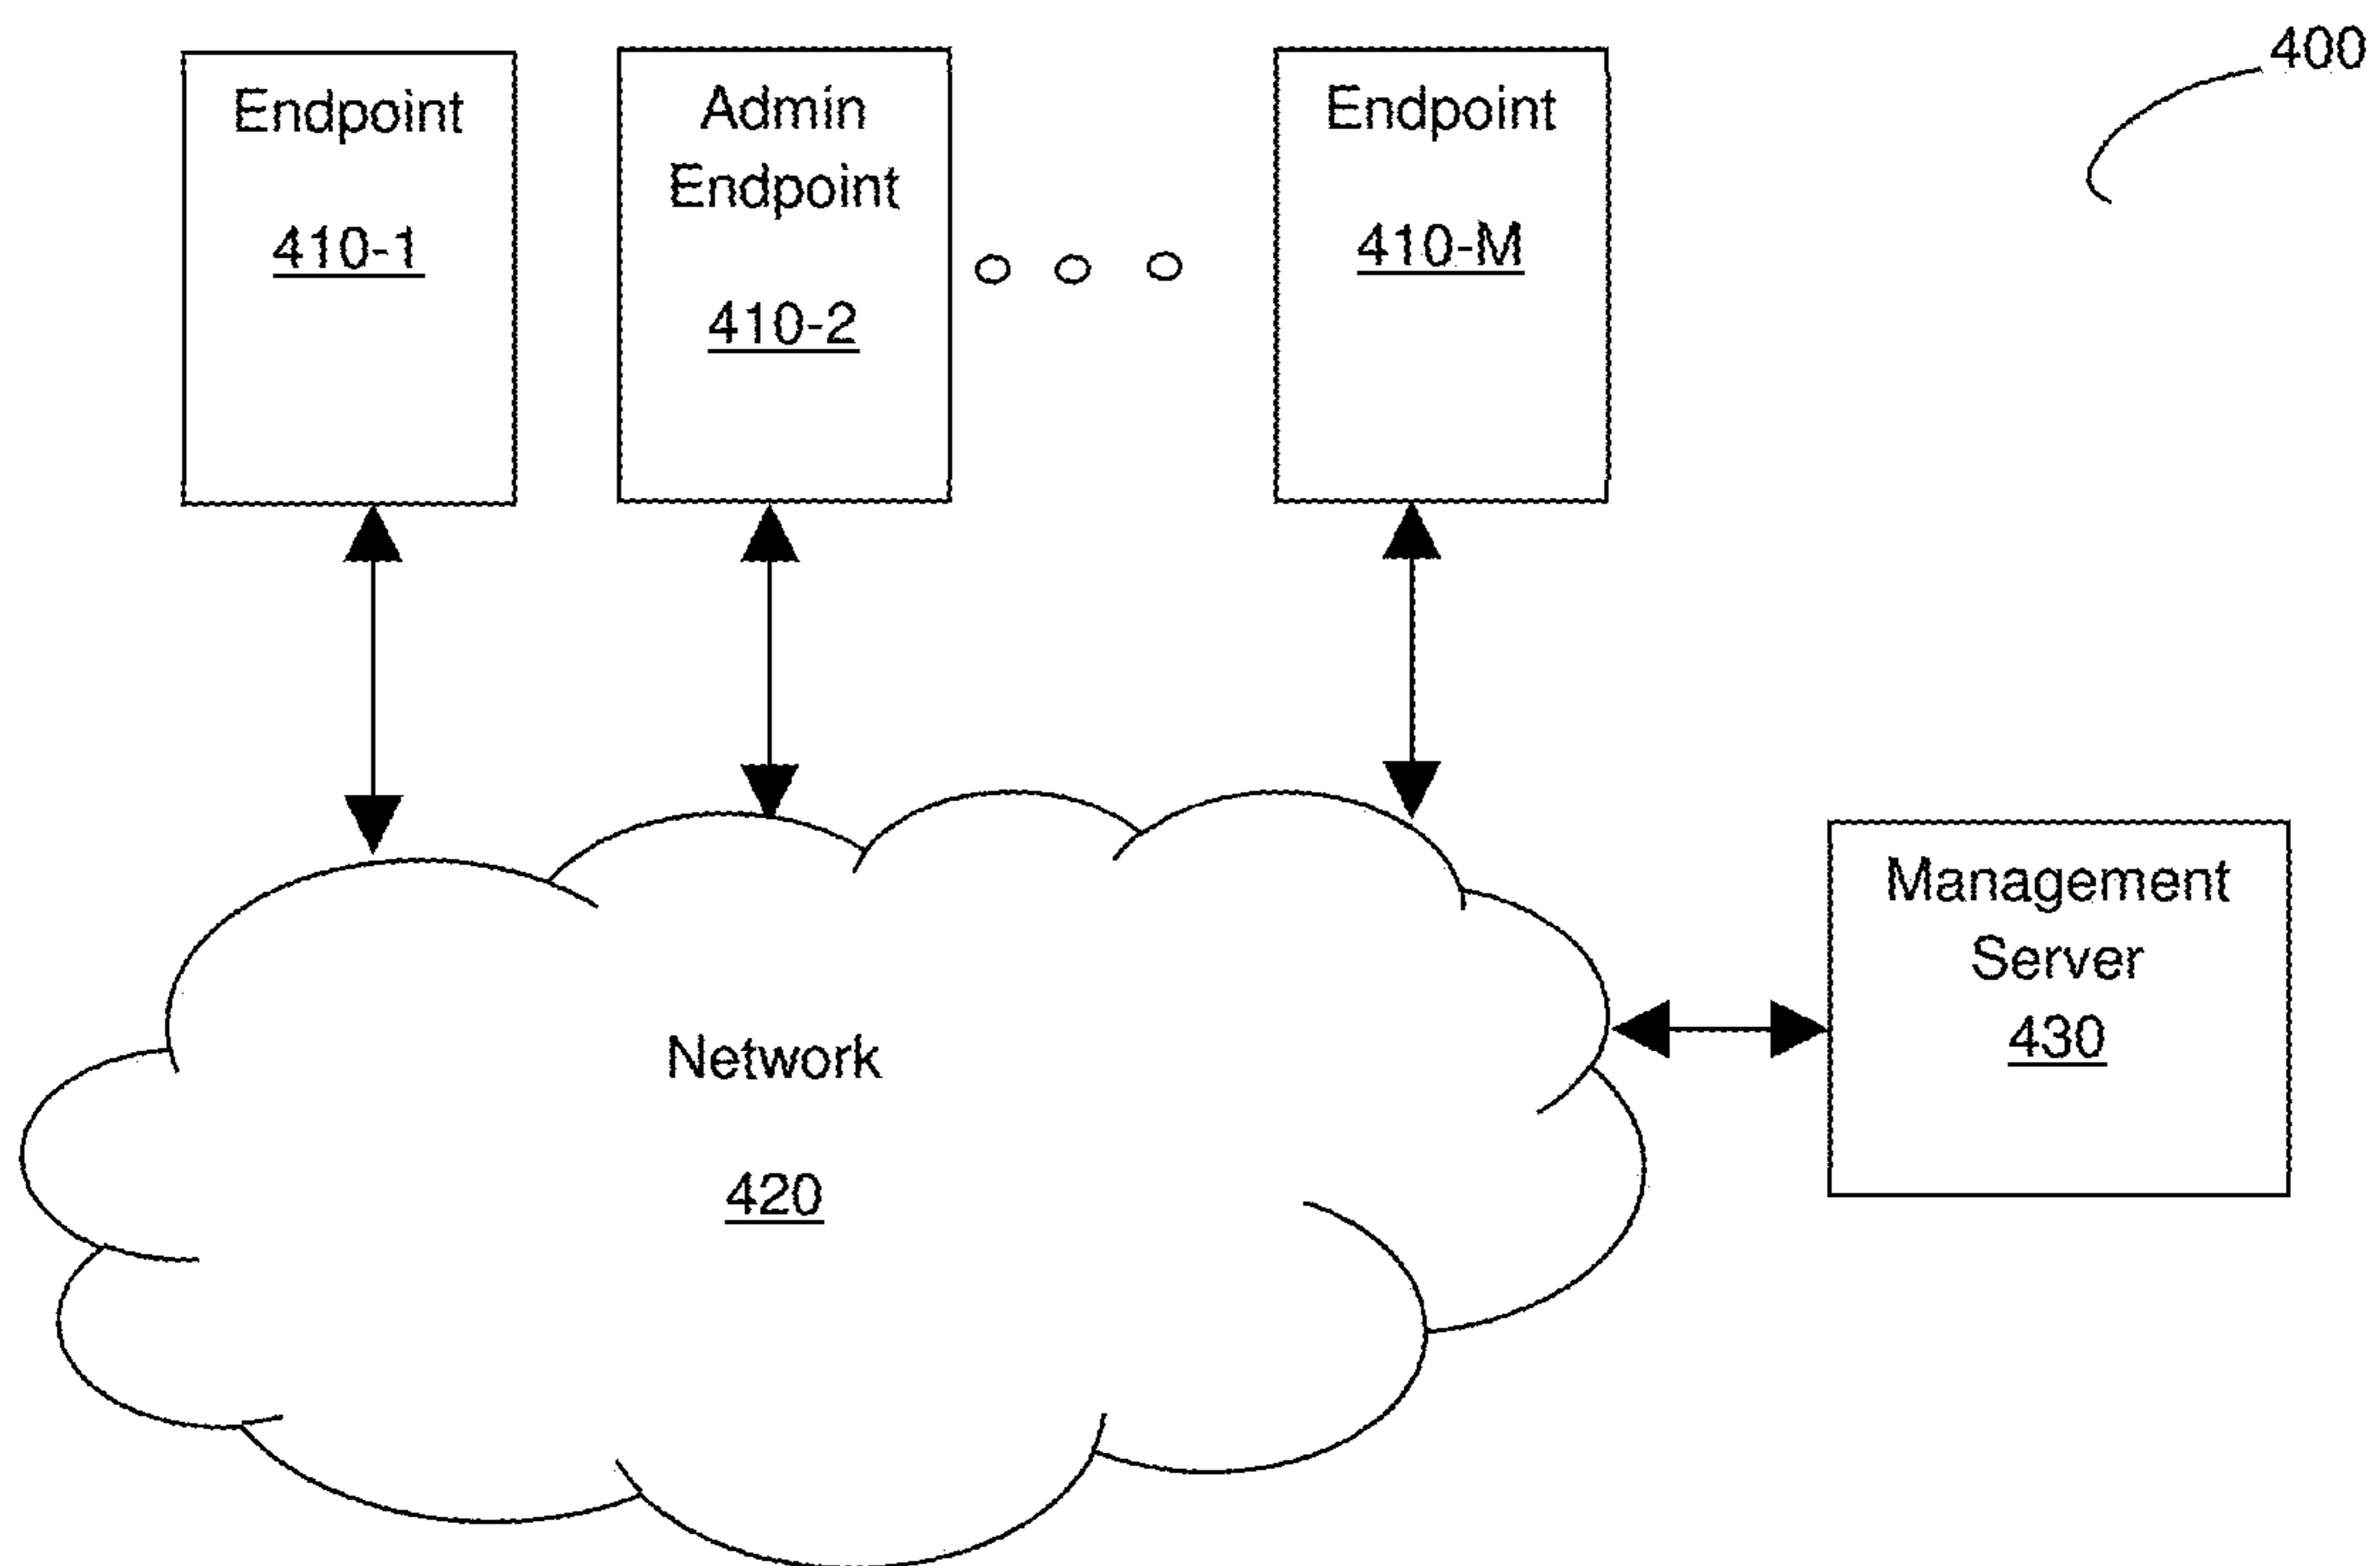 400
Endpoint
410-1
Admin
Endpoint
410-2
Endpoint
410-M
Management
Server
430
Network
420